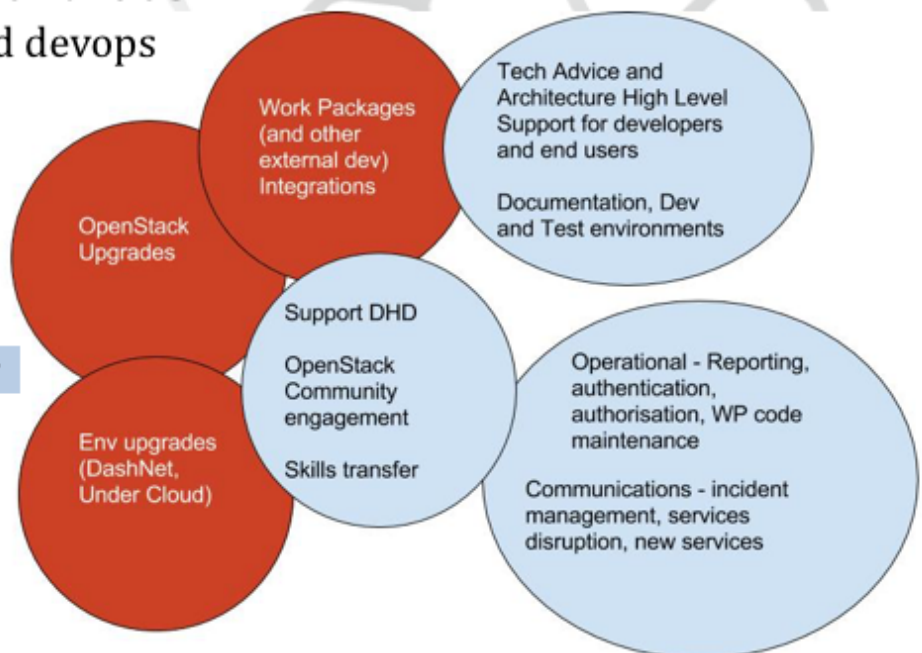 d devops
Work Packages
(and other
external dev)
Integrations
Tech Advice and
Architecture High Level
Support for developers
and end users
Documentation, Dev
and Test environments
OpenStack
Upgrades
Support DHD
OpenStack
Community
engagement
Skills transfer
Operational - Reporting,
authentication,
authorisation, WP code
maintenance
Communications - incident
management, services
disruption, new services
Env upgrades
(DashNet,
Under Cloud)